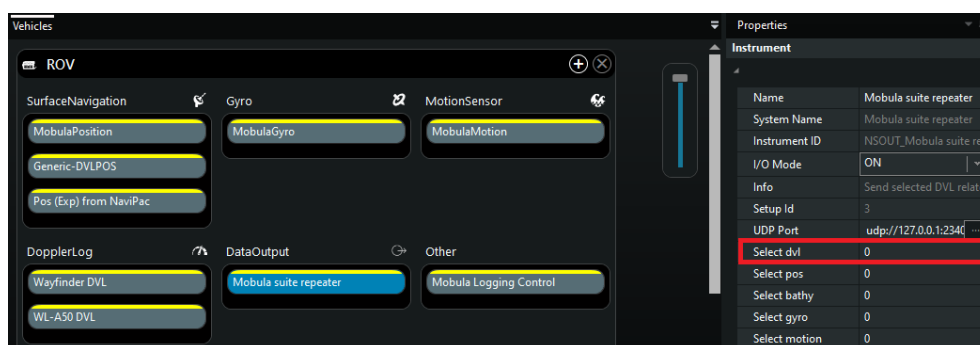 Vehicles
ROV
SurfaceNavigation
Gyro
MotionSensor
MobulaPosition
MobulaGyro
MobulaMotion
Generic-DVLPOS
Pos (Exp) from NaviPac
DopplerLog
DataOutput
Other
Wayfinder DVL
Mobula suite repeater
Mobula Logging Control
WL-A50 DVL
Properties
Instrument
Name Mobula suite repeater
System Name Mobula suite repeater
Instrument ID NSOUT_Mobula suite re
I/O Mode ON
Info Send selected DVL relat
Setup Id 3
UDP Port udp://127.0.0.1:2340 ...
Select dvl 0
Select pos 0
Select bathy 0
Select gyro 0
Select motion 0